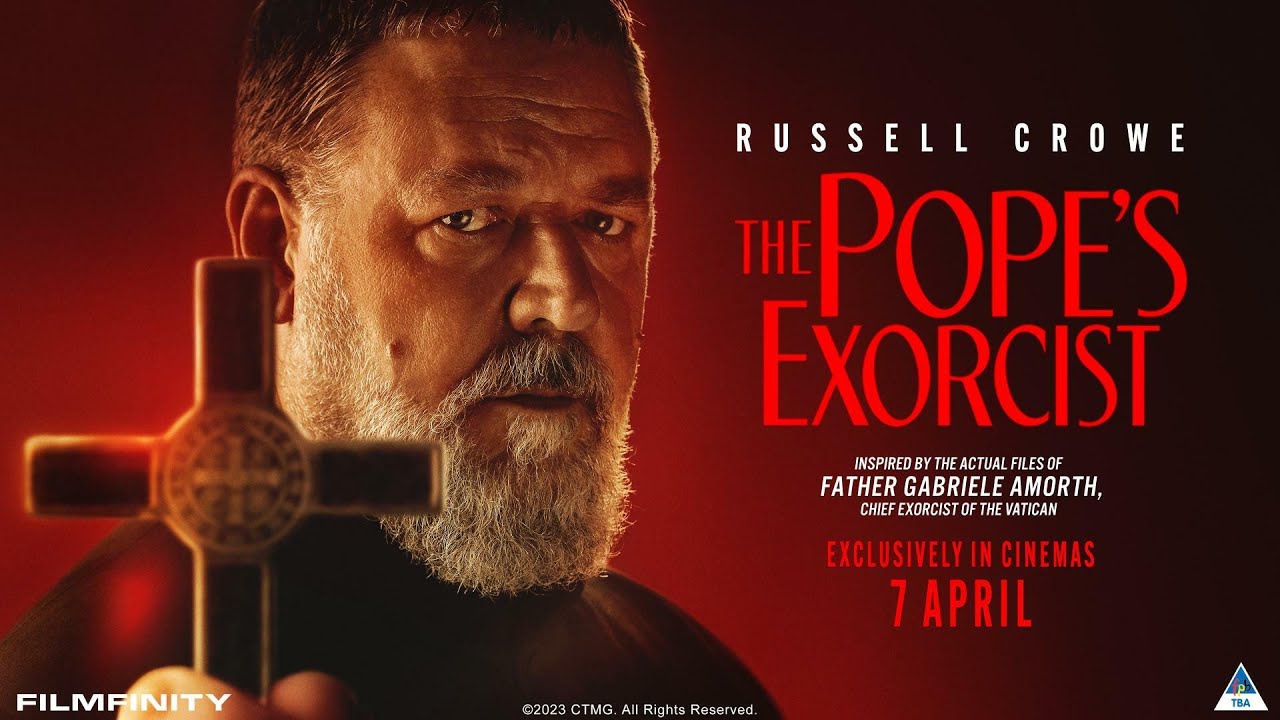 RUSSELL CROWE
THE POPE'S
EXORCIST
INSPIRED BY THE ACTUAL FILES OF
FATHER GABRIELE AMORTH,
CHIEF EXORCIST OF THE VATICAN
EXCLUSIVELY IN CINEMAS
7 APRIL
FILMFINITY
©2023 CTMG. All Rights Reserved.
TBA